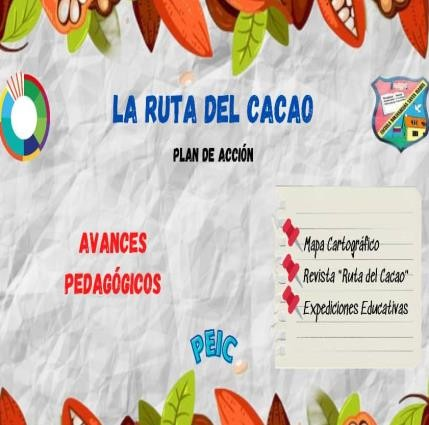 LA RUTA DEL CACAO
PLAN DE ACCIÓN
AVANCES
PEDAGÓGICOS
Mapa Cartográfico
Revista "Ruta del Cacao"
Expediciones Educativas
PEIC